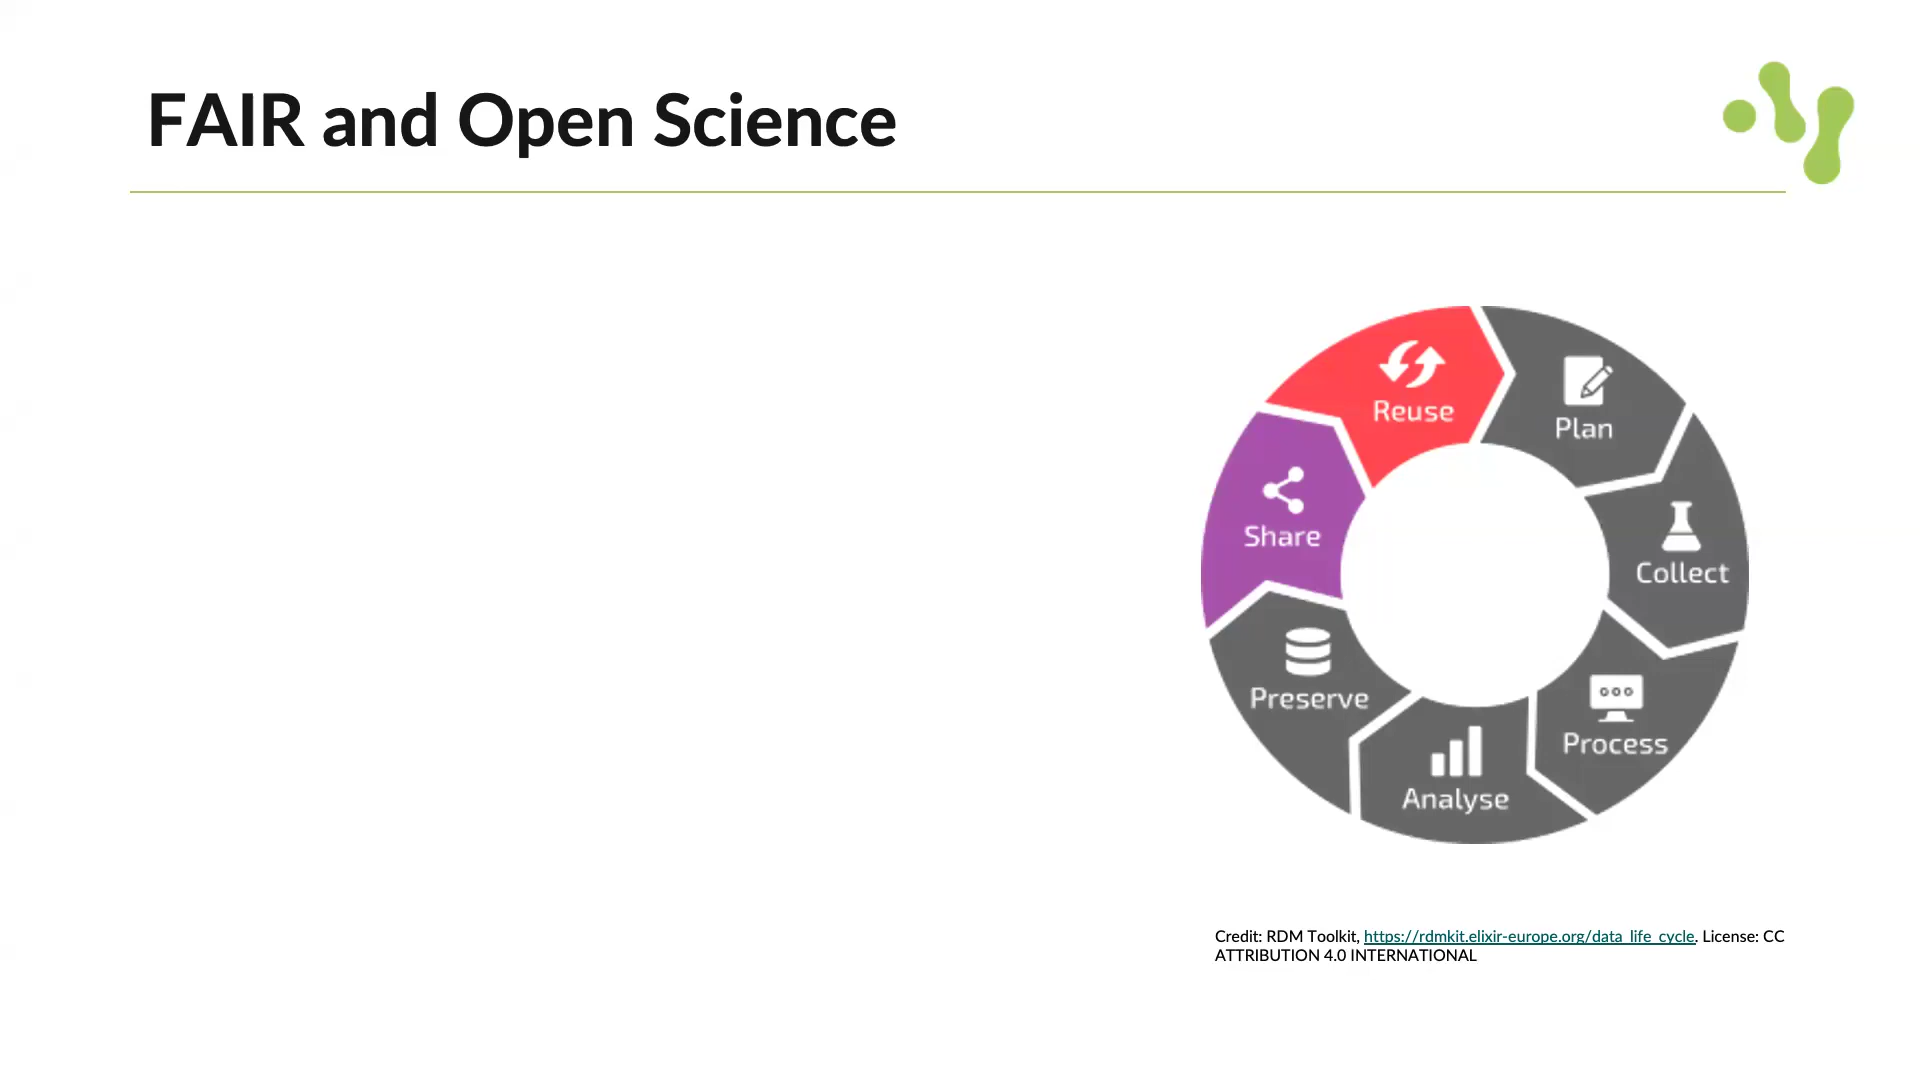 FAIR and Open Science
Reuse
Plan
Share
Collect
Preserve
Process
Analyse
Credit: RDM Toolkit, https://rdmkit.elixir-europe.org/data_life_cycle. License: CC
ATTRIBUTION 4.0 INTERNATIONAL